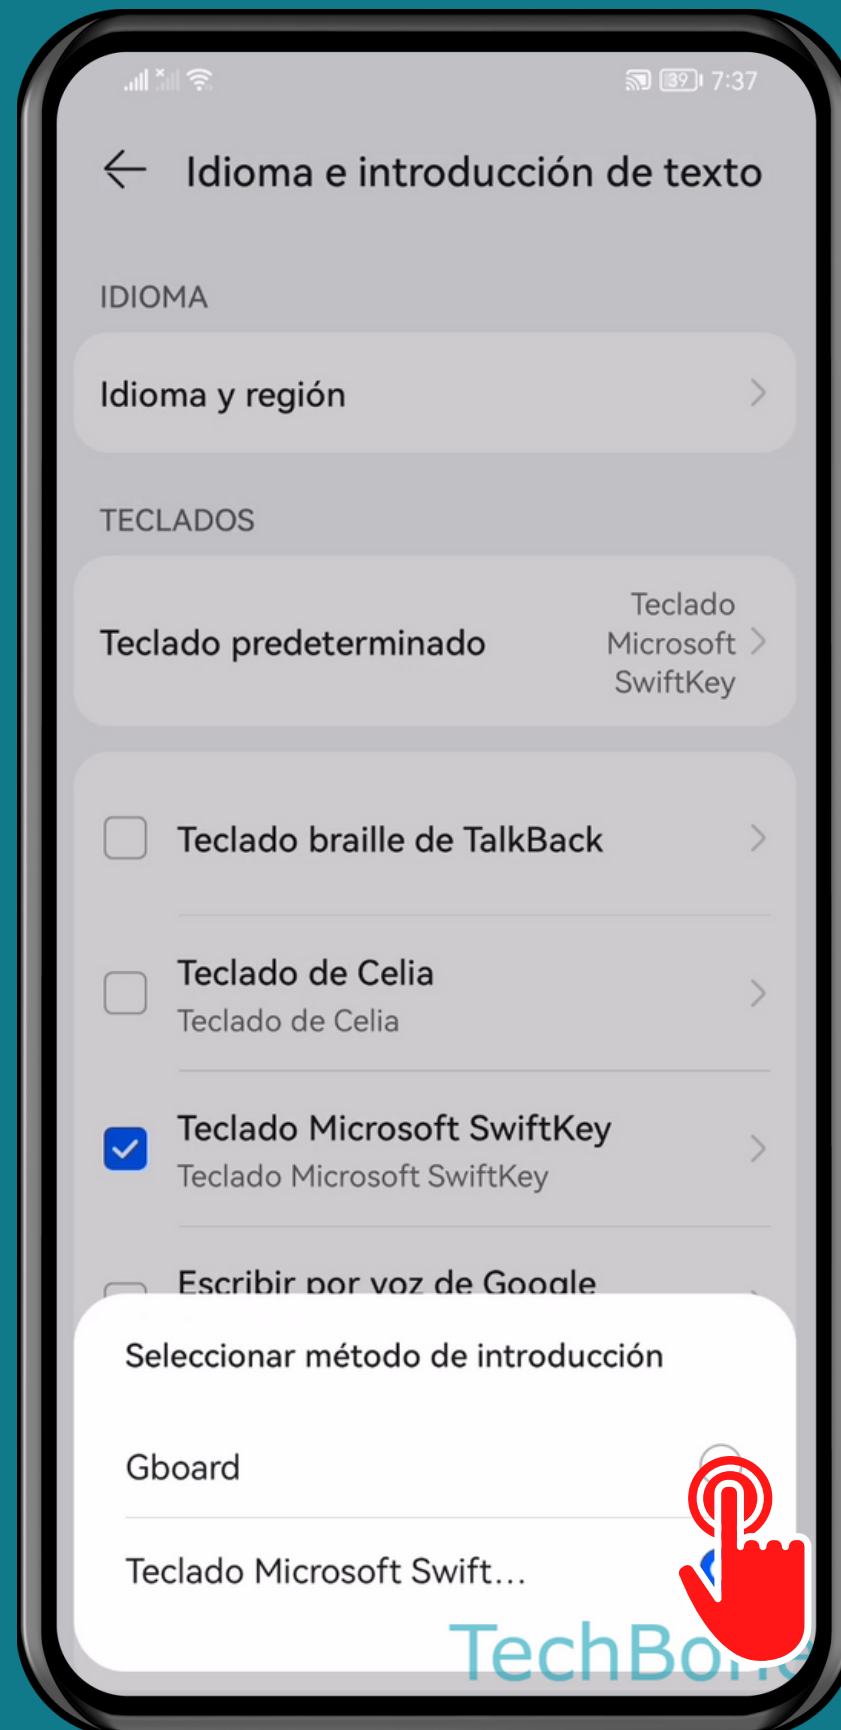 39 7:37
Idioma e introducción de texto
IDIOMA
Idioma y región
TECLADOS
Teclado predeterminado
Teclado
Microsoft
SwiftKey
Teclado braille de TalkBack
Teclado de Celia
Teclado de Celia
Teclado Microsoft SwiftKey
Teclado Microsoft SwiftKey
Escribir por voz de Google
Seleccionar método de introducción
Gboard
Teclado Microsoft Swift...